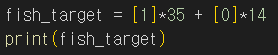 fish_target = [1]*35 + [0]*14
print(fish_target)